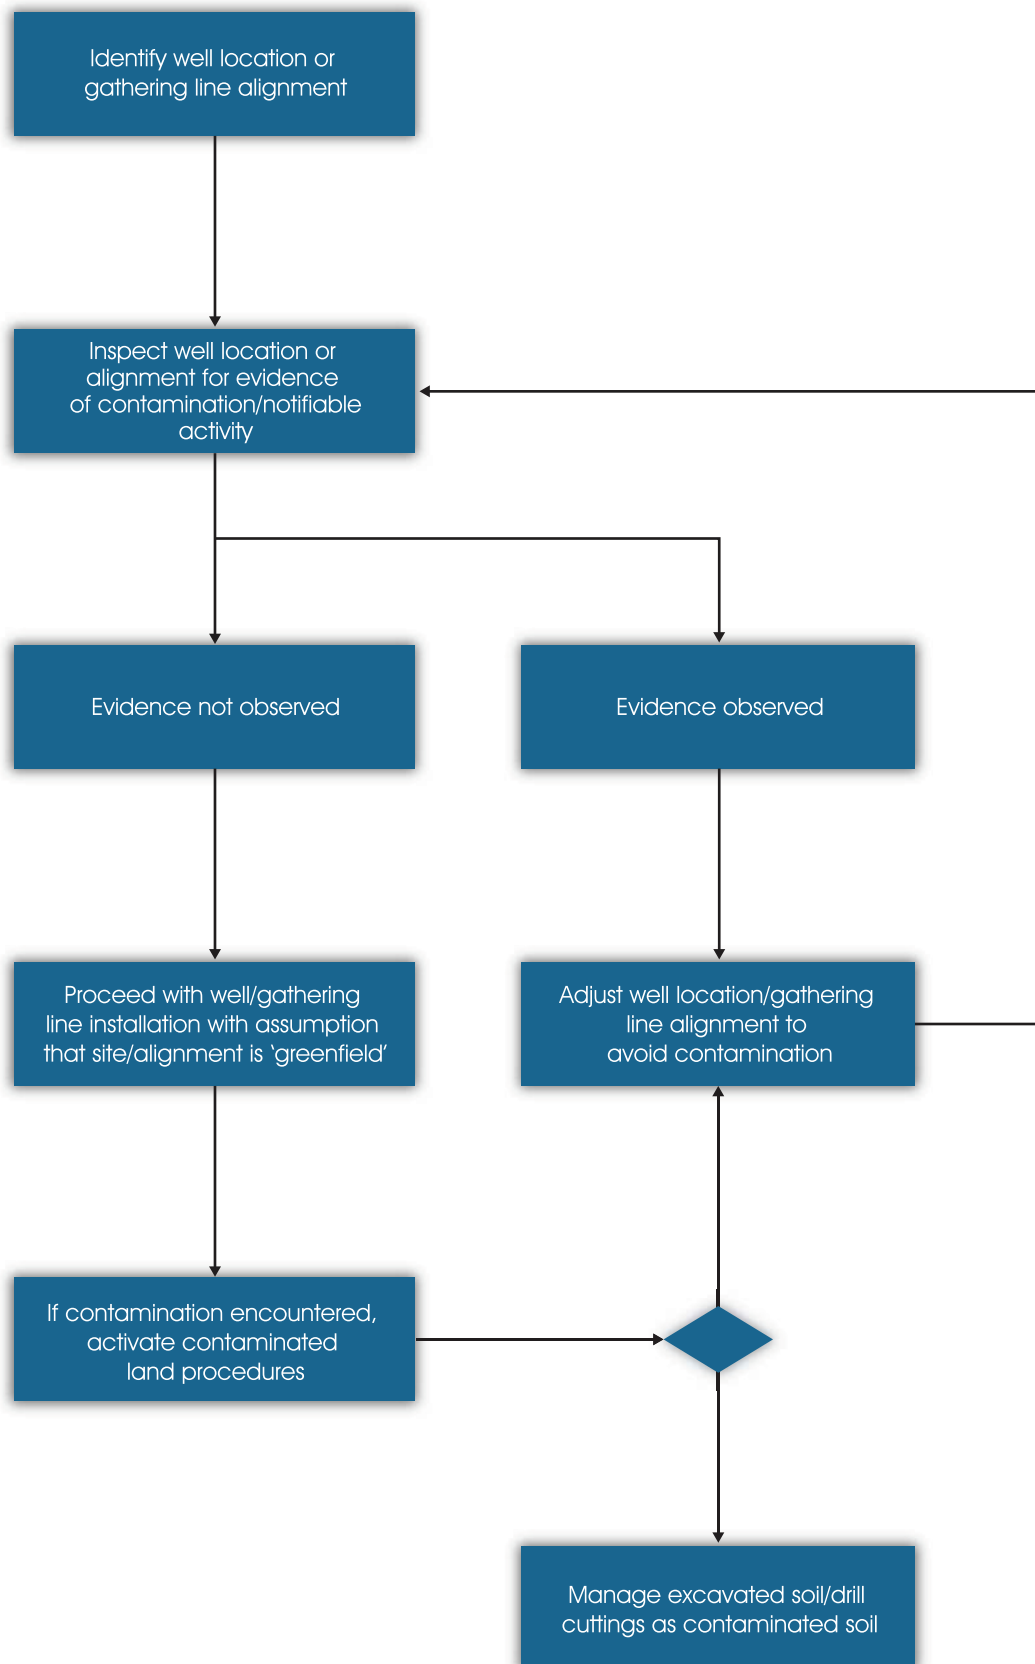 Identify well location or
gathering line alignment
Inspect well location or
alignment for evidence
of contamination/notifiable
activity
Evidence not observed
Evidence observed
Proceed with well/gathering
line installation with assumption
that site/alignment is ‘greenfield’
Adjust well location/gathering
line alignment to
avoid contamination
If contamination encountered,
activate contaminated
land procedures
Manage excavated soil/drill
cuttings as contaminated soil